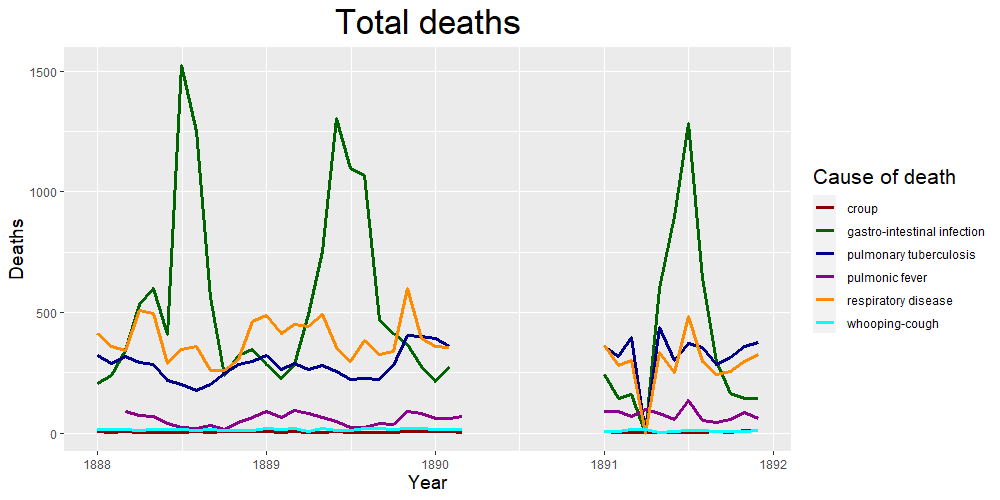 Total deaths
Deaths
1500
1000
500
0
1888
1889
1890
1891
1892
Year
Cause of death
croup
gastro-intestinal infection
pulmonary tuberculosis
pulmonic fever
respiratory disease
whooping-cough